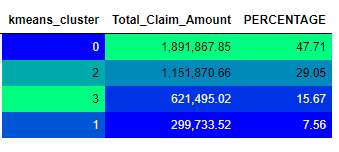 kmeans_cluster Total_Claim_Amount PERCENTAGE
0 1,891,867.85 47.71
2 1,151,870.66 29.05
3 621,495.02 15.67
1 299,733.52 7.56